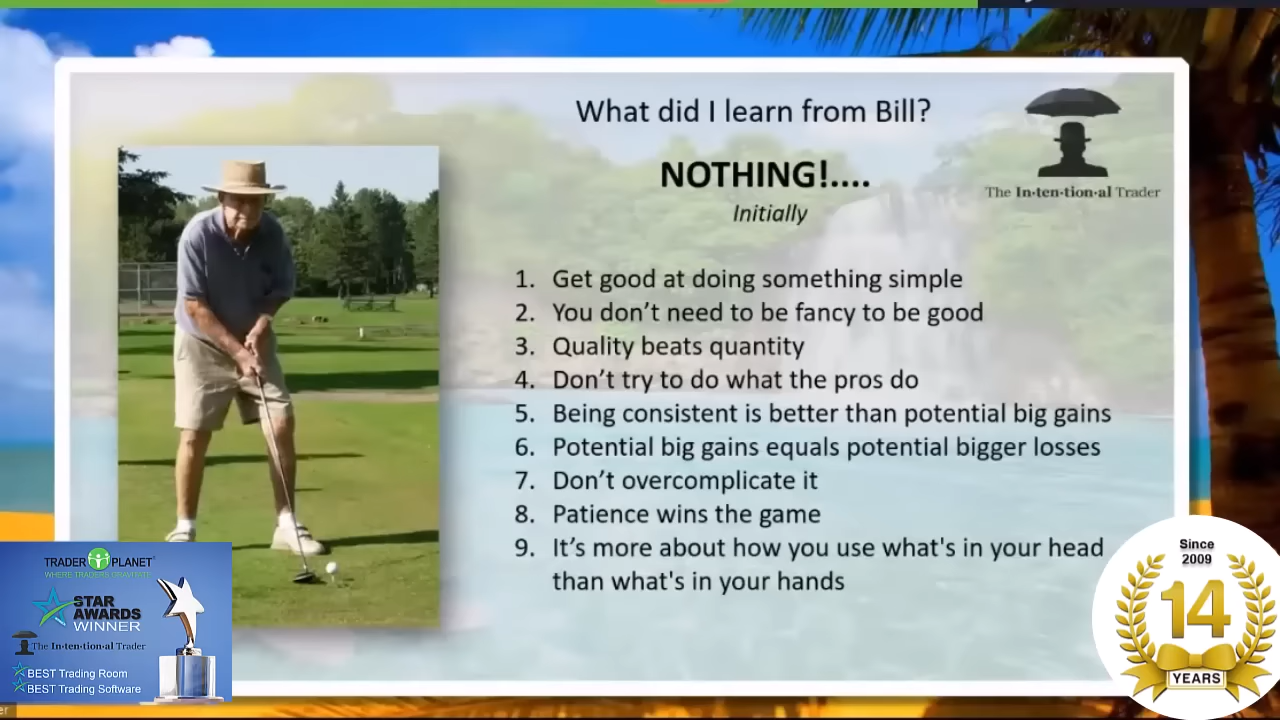 What did I learn from Bill?
NOTHING!....
Initially
The In•ten•tion•al Trader
1. Get good at doing something simple
2. You don’t need to be fancy to be good
3. Quality beats quantity
4. Don’t try to do what the pros do
5. Being consistent is better than potential big gains
6. Potential big gains equals potential bigger losses
7. Don’t overcomplicate it
8. Patience wins the game
9. It’s more about how you use what's in your head
than what's in your hands
TRADER PLANET
WHERE TRADERS GRAVITATE
STAR
AWARDS
WINNER
The In•ten•tion•al Trader
BEST Trading Room
BEST Trading Software
Since
2009
14
YEARS